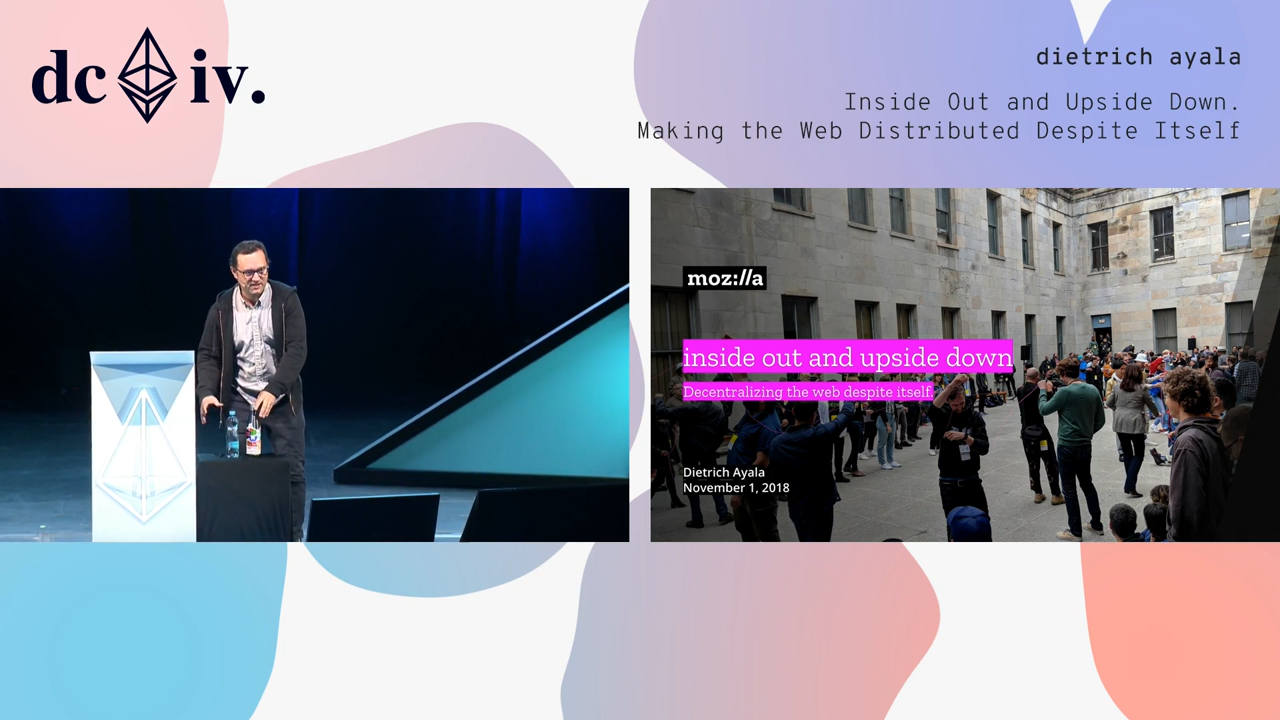 dc iv.
dietrich ayala
Inside Out and Upside Down.
Making the Web Distributed Despite Itself
moz://a
inside out and upside down
Decentralizing the web despite itself.
Dietrich Ayala
November 1, 2018